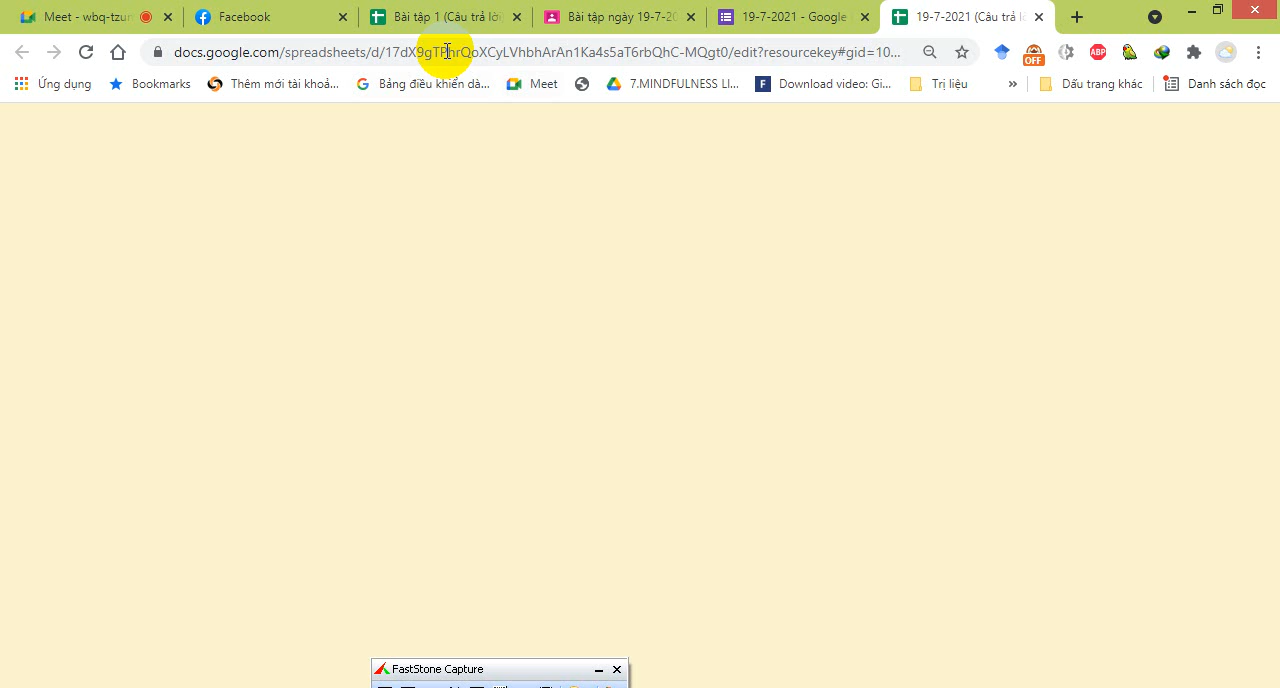 Meet - wbq-tzun
Facebook
Bài tập 1 (Câu trả lời
Bài tập ngày 19-7-20
19-7-2021 - Google
19-7-2021 (Câu trả lờ
docs.google.com/spreadsheets/d/17dX9gTPhrQoXCyLVhbhArAn1Ka4s5aT6rbQhC-MQgt0/edit?resourcekey#gid=10...
OFF
ABP
Ứng dụng
Bookmarks
Thêm mới tài khoả...
Bảng điều khiển dà...
Meet
7.MINDFULNESS LI...
Download video: Gi...
Trị liệu
»
Dấu trang khác
Danh sách đọc
FastStone Capture